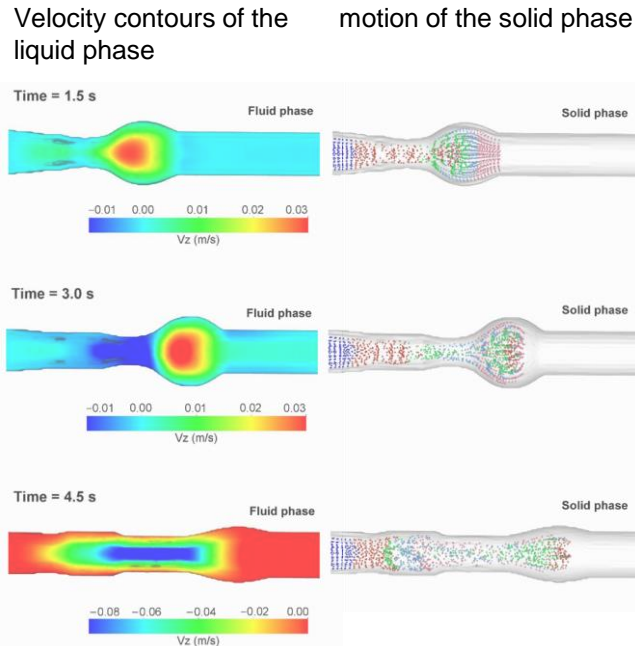 Velocity contours of the
liquid phase
motion of the solid phase
Time = 1.5 s
Fluid phase
Solid phase
−0.01 0.00 0.01 0.02 0.03
Vz (m/s)
Time = 3.0 s
Fluid phase
Solid phase
−0.01 0.00 0.01 0.02 0.03
Vz (m/s)
Time = 4.5 s
Fluid phase
Solid phase
−0.08 −0.06 −0.04 −0.02 0.00
Vz (m/s)